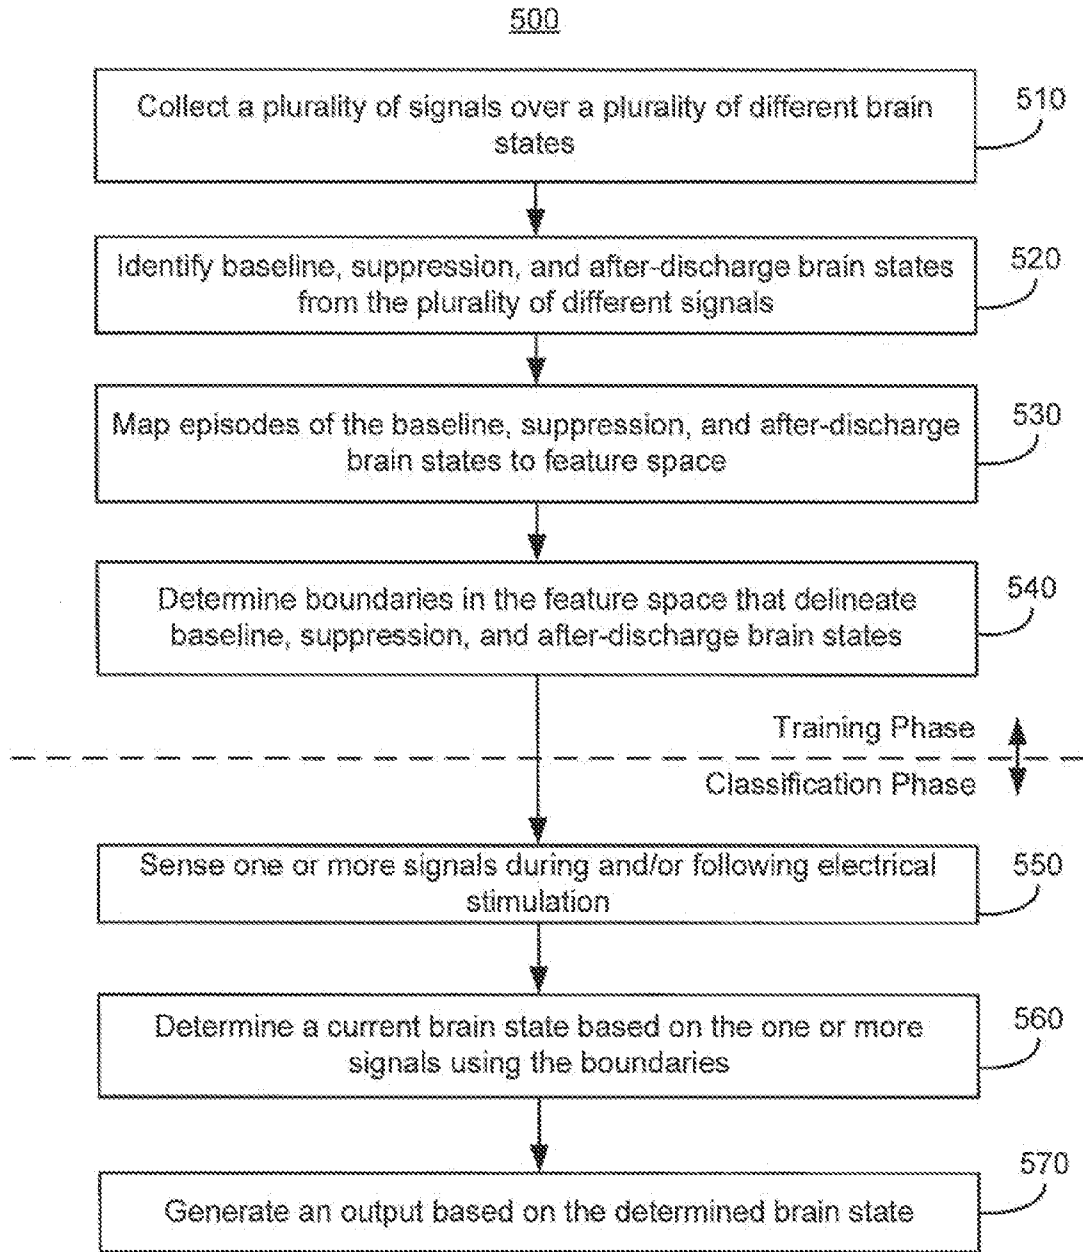 500
Collect a plurality of signals over a plurality of different brain
states
510
Identify baseline, suppression, and after-discharge brain states
from the plurality of different signals
520
Map episodes of the baseline, suppression, and after-discharge
brain states to feature space
530
Determine boundaries in the feature space that delineate
baseline, suppression, and after-discharge brain states
540
Training Phase
Classification Phase
Sense one or more signals during and/or following electrical
stimulation
550
Determine a current brain state based on the one or more
signals using the boundaries
560
Generate an output based on the determined brain state
570